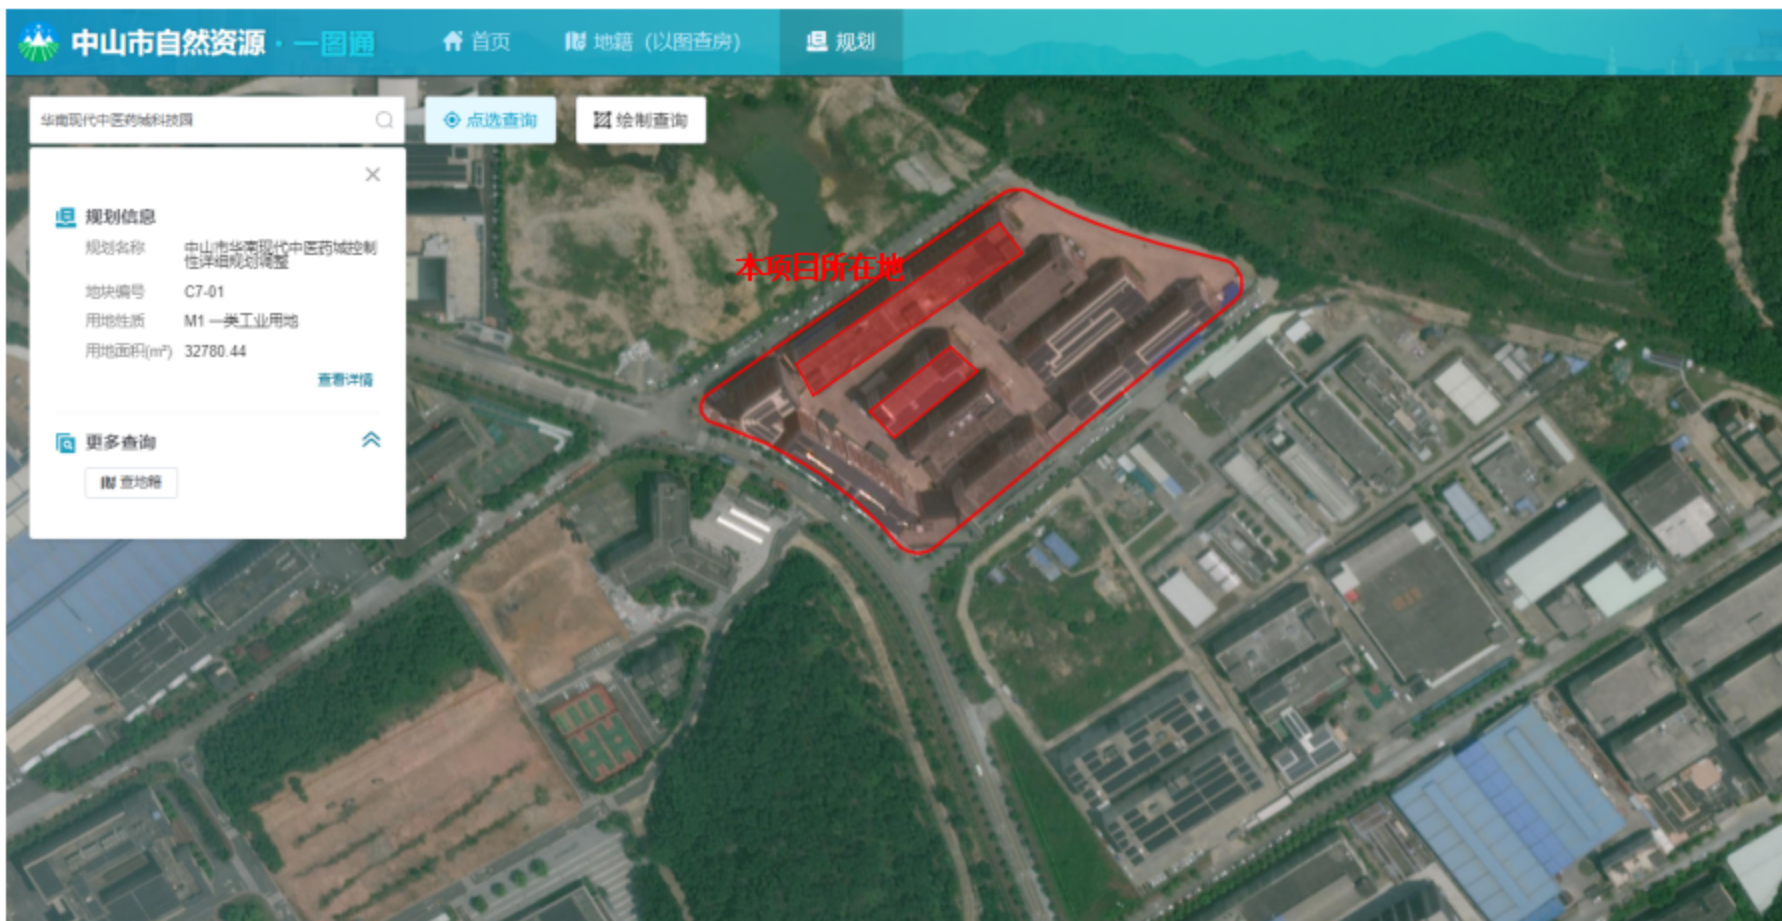 中山市自然资源·一图通
首页
地籍（以图查房）
规划
华南现代中医药城科技园
点选查询
绘制查询
规划信息
规划名称 中山市华南现代中医药城控制
性详细规划调整
地块编号 C7-01
用地性质 M1 一类工业用地
用地面积(m²) 32780.44
查看详情
更多查询
查地籍
本项目所在地